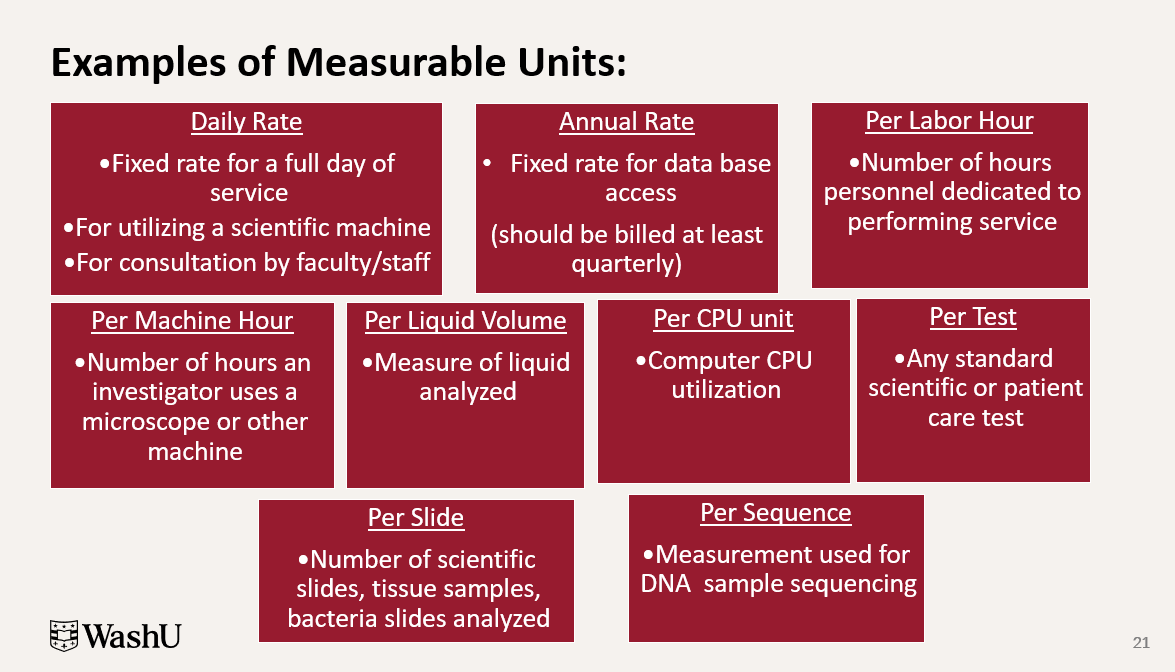 Examples of Measurable Units:
Daily Rate
•Fixed rate for a full day of
service
•For utilizing a scientific machine
•For consultation by faculty/staff
Annual Rate
• Fixed rate for data base
access
(should be billed at least
quarterly)
Per Labor Hour
•Number of hours
personnel dedicated to
performing service
Per Machine Hour
•Number of hours an
investigator uses a
microscope or other
machine
Per Liquid Volume
•Measure of liquid
analyzed
Per CPU unit
•Computer CPU
utilization
Per Test
•Any standard
scientific or patient
care test
Per Slide
•Number of scientific
slides, tissue samples,
bacteria slides analyzed
Per Sequence
•Measurement used for
DNA  sample sequencing
WashU
21